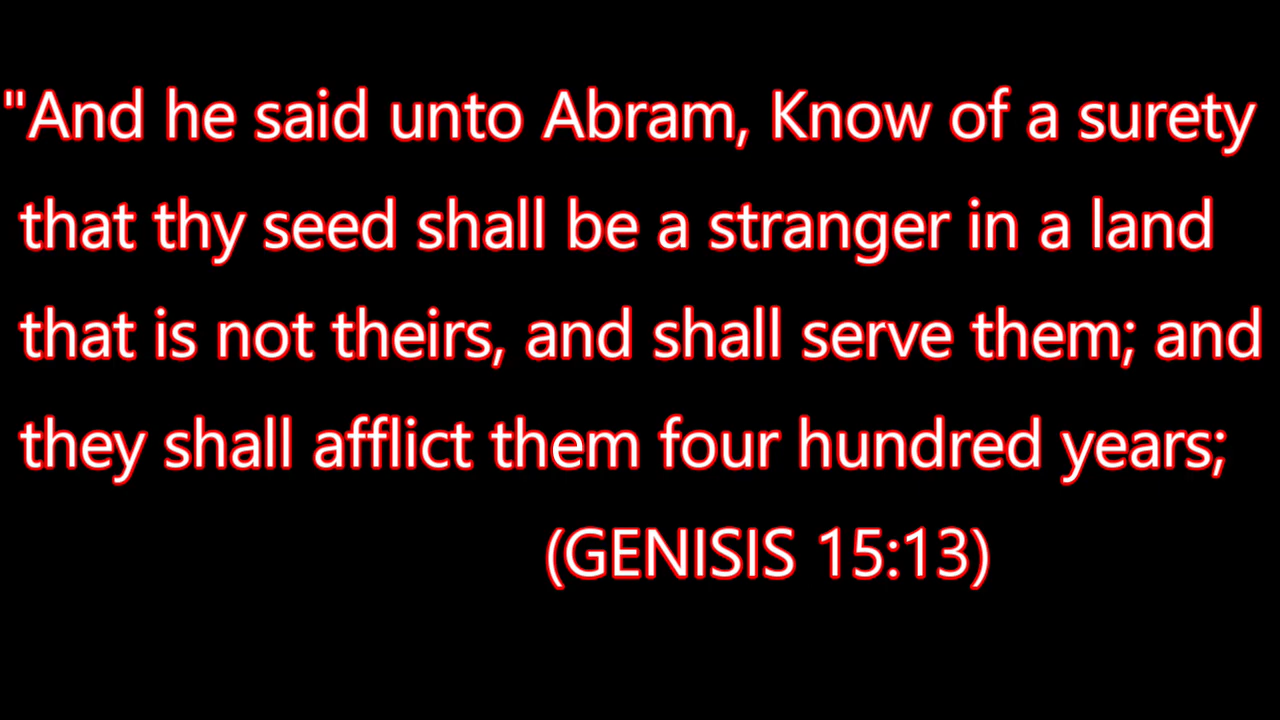 "And he said unto Abram, Know of a surety
that thy seed shall be a stranger in a land
that is not theirs, and shall serve them; and
they shall afflict them four hundred years;
(GENISIS 15:13)